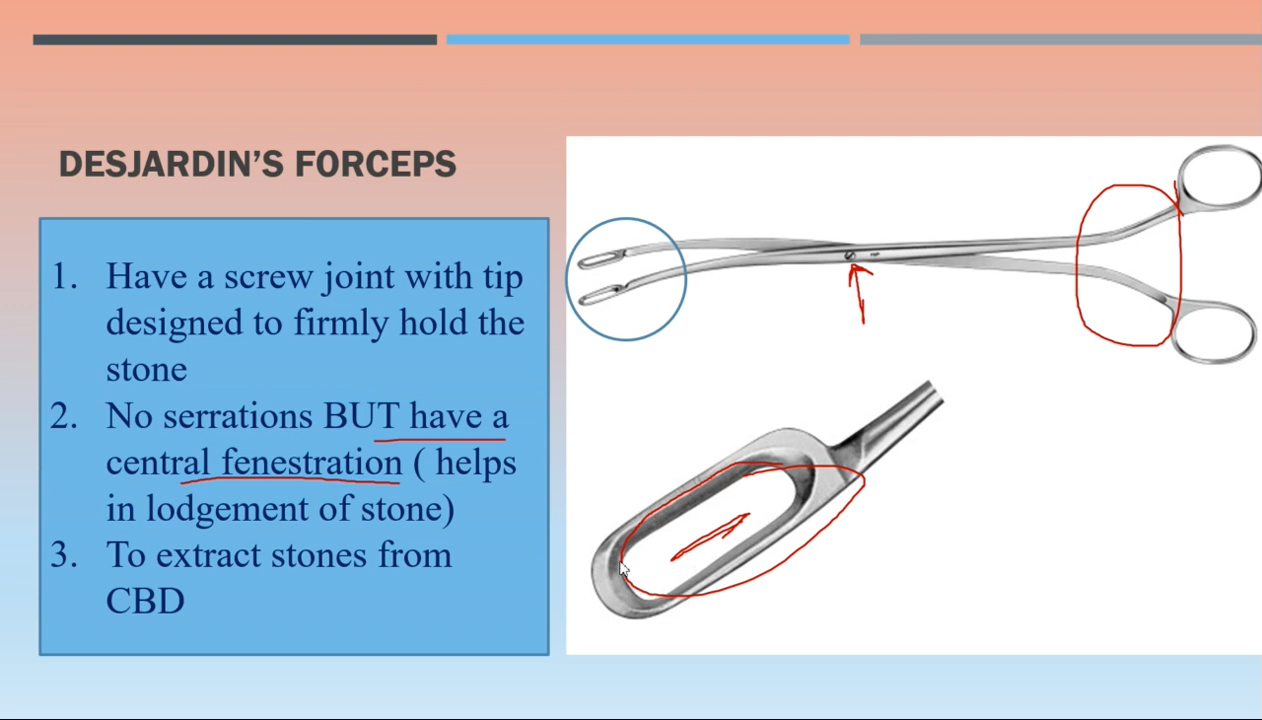 DESJARDIN'S FORCEPS
1. Have a screw joint with tip
designed to firmly hold the
stone
2. No serrations BUT have a
central fenestration ( helps
in lodgement of stone)
3. To extract stones from
CBD